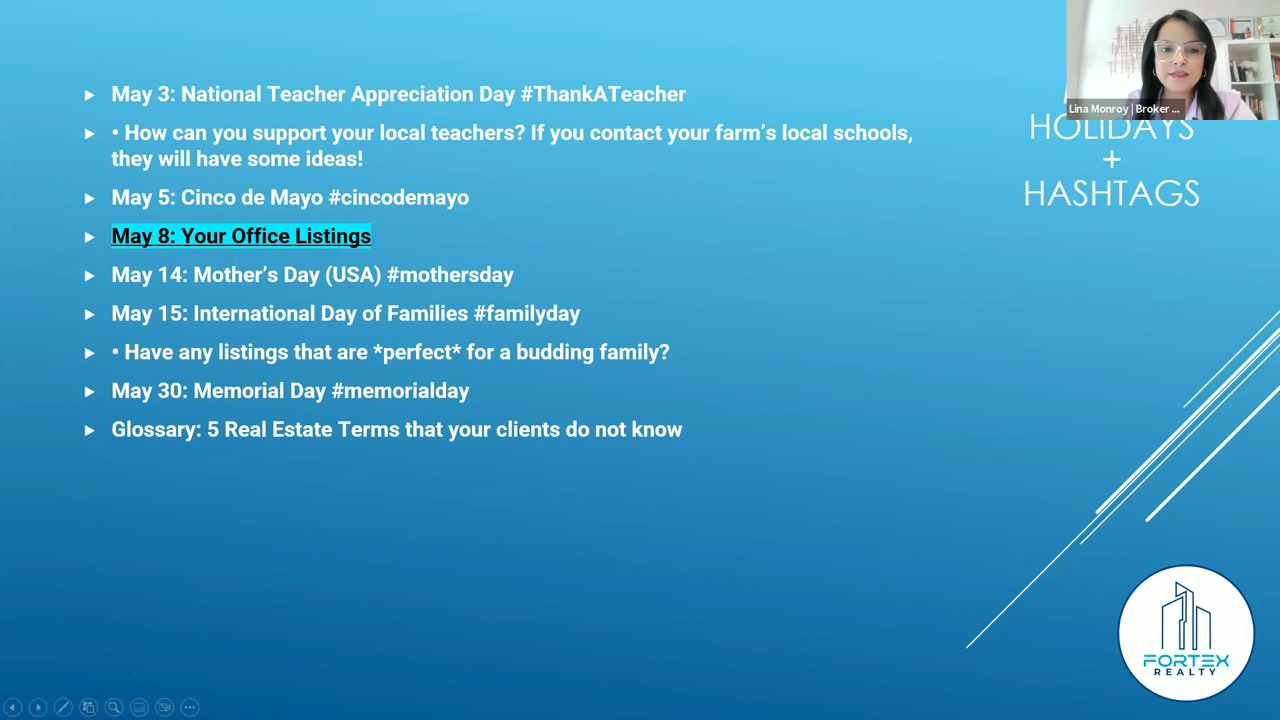 May 3: National Teacher Appreciation Day #ThankATeacher
• How can you support your local teachers? If you contact your farm's local schools,
they will have some ideas!
May 5: Cinco de Mayo #cincodemayo
May 8: Your Office Listings
May 14: Mother's Day (USA) #mothersday
May 15: International Day of Families #familyday
• Have any listings that are *perfect* for a budding family?
May 30: Memorial Day #memorialday
Glossary: 5 Real Estate Terms that your clients do not know
Lina Monroy | Broker ...
HOLIDAYS
+
HASHTAGS
FORTEX
REALTY